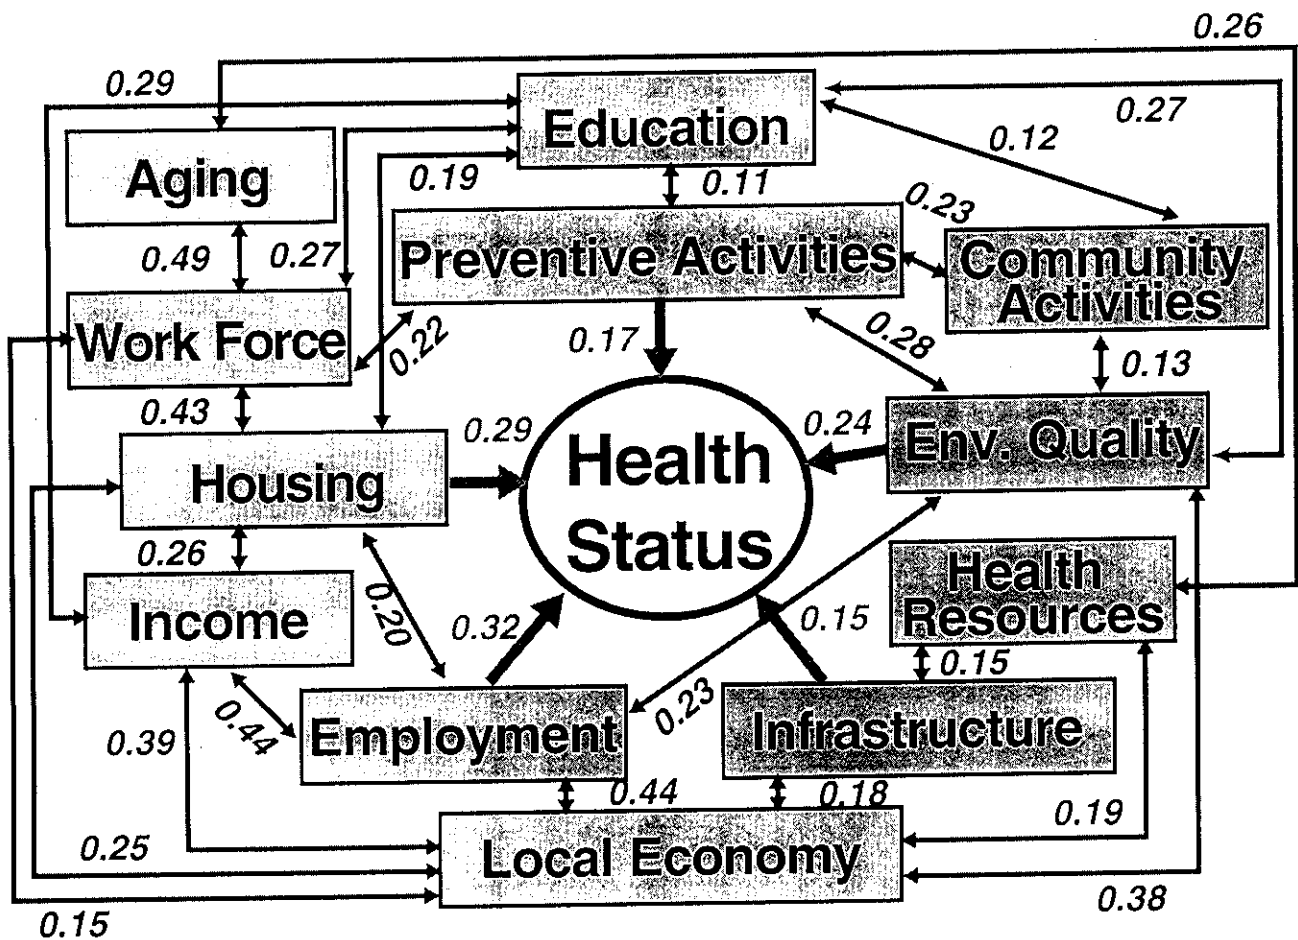 0.26
0.29
Education
0.27
0.12
Aging
0.19
0.11
0.23
0.49
0.27
Preventive Activities
Community
Activities
Work Force
0.22
0.17
0.28
0.13
0.43
0.29
0.24
Env. Quality
Housing
Health
Status
0.26
Health
Resources
Income
0.20
0.32
0.15
0.15
0.44
0.23
0.39
Employment
Infrastructure
0.44
0.18
0.19
0.25
Local Economy
0.38
0.15